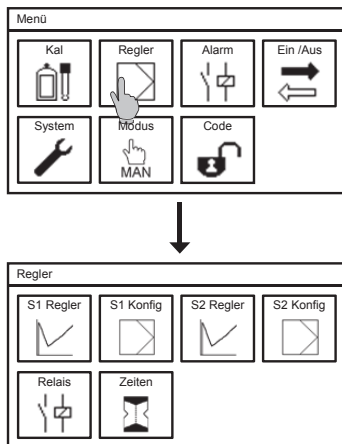 Menü
Kal Regler Alarm Ein /Aus
System Modus Code
MAN
Regler
S1 Regler S1 Konfig S2 Regler S2 Konfig
Relais Zeiten